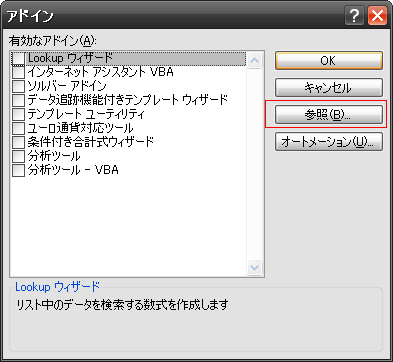 アドイン
有効なアドイン(A):
Lookup ウィザード
インターネット アシスタント VBA
ソルバー アドイン
データ追跡機能付きテンプレート ウィザード
テンプレート ユーティリティ
ユーロ通貨対応ツール
条件付き合計式ウィザード
分析ツール
分析ツール - VBA
OK
キャンセル
参照(B)...
オートメーション(U)...
Lookup ウィザード
リスト中のデータを検索する数式を作成します